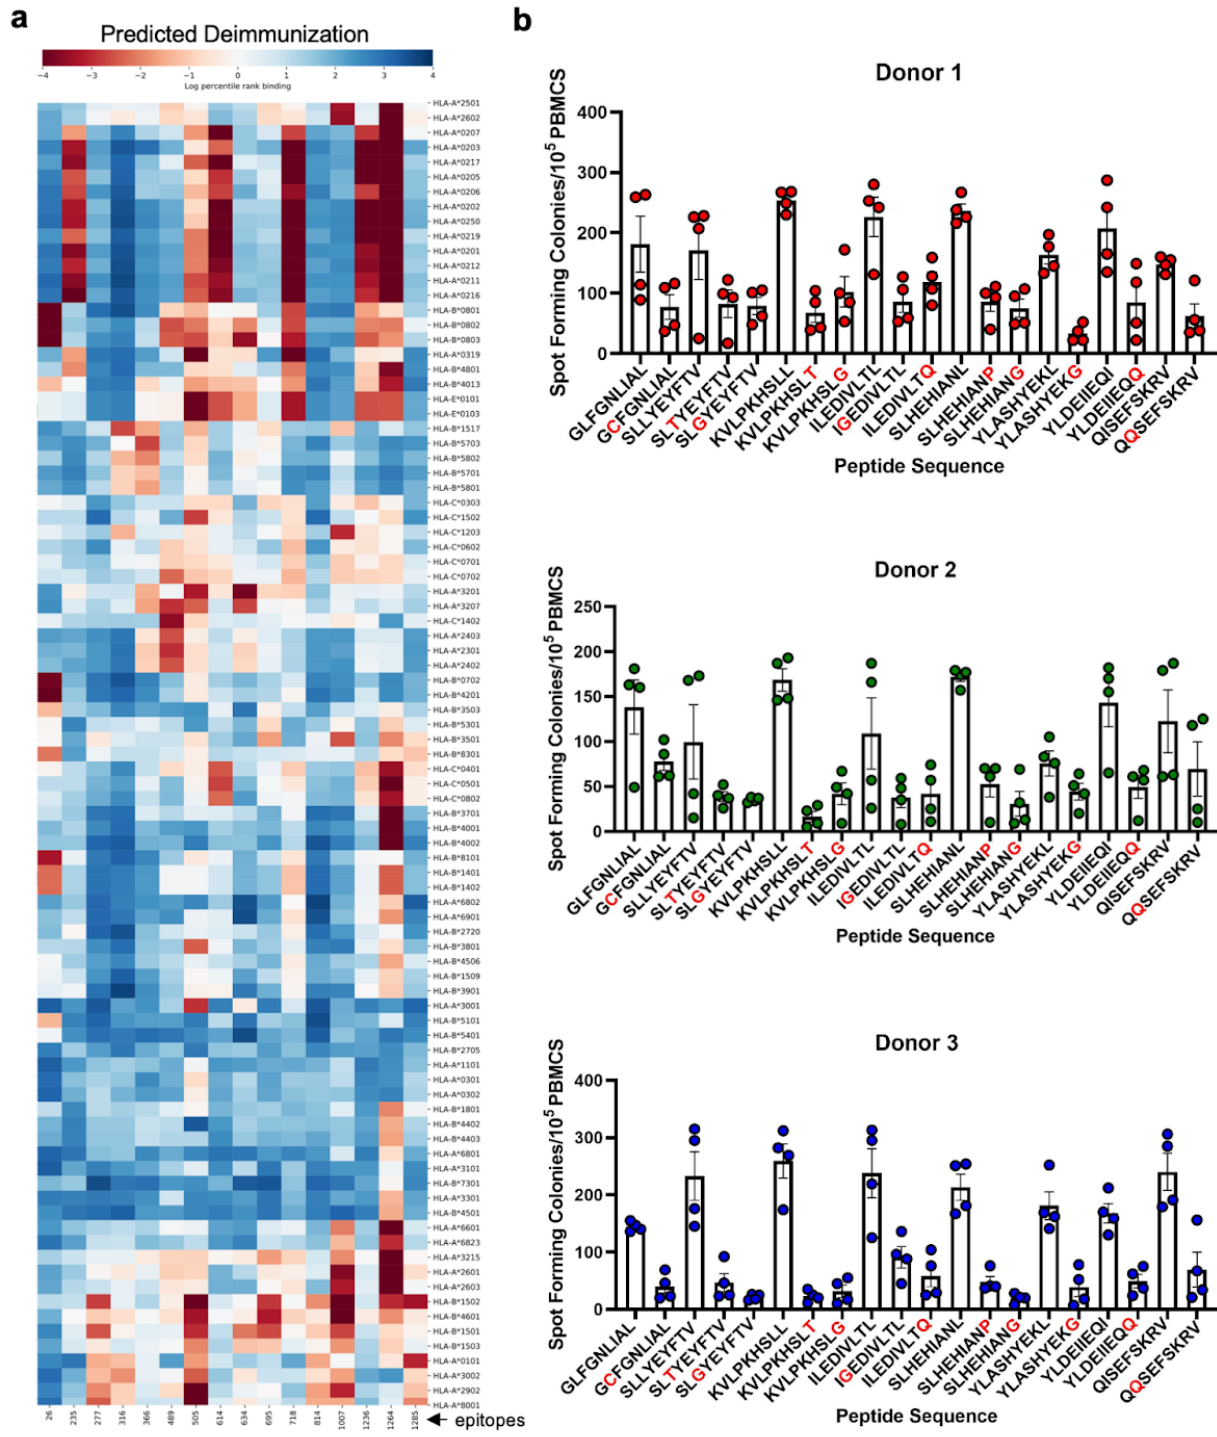 a
Predicted Deimmunization
−4 −3 −2 −1 0 1 2 3 4
Log percentile rank binding
HLA-A*2501
HLA-A*2602
HLA-A*0207
HLA-A*0203
HLA-A*0217
HLA-A*0205
HLA-A*0206
HLA-A*0202
HLA-A*0250
HLA-A*0219
HLA-A*0201
HLA-A*0212
HLA-A*0211
HLA-A*0216
HLA-B*0801
HLA-B*0802
HLA-B*0803
HLA-A*0319
HLA-B*4801
HLA-B*4013
HLA-E*0101
HLA-E*0103
HLA-B*1517
HLA-B*5703
HLA-B*5802
HLA-B*5701
HLA-B*5801
HLA-C*0303
HLA-C*1502
HLA-C*1203
HLA-C*0602
HLA-C*0701
HLA-C*0702
HLA-A*3201
HLA-A*3207
HLA-C*1402
HLA-A*2403
HLA-A*2301
HLA-A*2402
HLA-B*0702
HLA-B*4201
HLA-B*3503
HLA-B*5301
HLA-B*3501
HLA-B*8301
HLA-C*0401
HLA-C*0501
HLA-C*0802
HLA-B*3701
HLA-B*4001
HLA-B*4002
HLA-B*8101
HLA-B*1401
HLA-B*1402
HLA-A*6802
HLA-A*6901
HLA-B*2720
HLA-B*3801
HLA-B*4506
HLA-B*1509
HLA-B*3901
HLA-A*3001
HLA-B*5101
HLA-B*5401
HLA-B*2705
HLA-A*1101
HLA-A*0301
HLA-A*0302
HLA-B*1801
HLA-B*4402
HLA-B*4403
HLA-A*6801
HLA-A*3101
HLA-B*7301
HLA-A*3301
HLA-B*4501
HLA-A*6601
HLA-A*6823
HLA-A*3215
HLA-A*2601
HLA-A*2603
HLA-B*1502
HLA-B*4601
HLA-B*1501
HLA-B*1503
HLA-A*0101
HLA-A*3002
HLA-A*2902
HLA-A*8001
26 235 277 316 366 489 505 614 634 695 718 814 1007 1236 1264 1285
← epitopes
b
Donor 1
Spot Forming Colonies/10⁵ PBMCS
400
300
200
100
0
GLFGNLIAL
GCFGNLIAL
SLLYEYFTV
SLTYEYFTV
SLGYEYFTV
KVLPKHSLL
KVLPKHSLT
KVLPKHSLG
ILEDIVLTL
IGEDIVLTL
ILEDIVLTQ
SLHEHIANL
SLHEHIANP
SLHEHIANG
YLASHYEKL
YLASHYEKG
YLDEIIEQI
YLDEIIEQQ
QISEFSKRV
QQSEFSKRV
Peptide Sequence
Donor 2
Spot Forming Colonies/10⁵ PBMCS
250
200
150
100
50
0
GLFGNLIAL
GCFGNLIAL
SLLYEYFTV
SLTYEYFTV
SLGYEYFTV
KVLPKHSLL
KVLPKHSLT
KVLPKHSLG
ILEDIVLTL
IGEDIVLTL
ILEDIVLTQ
SLHEHIANL
SLHEHIANP
SLHEHIANG
YLASHYEKL
YLASHYEKG
YLDEIIEQI
YLDEIIEQQ
QISEFSKRV
QQSEFSKRV
Peptide Sequence
Donor 3
Spot Forming Colonies/10⁵ PBMCS
400
300
200
100
0
GLFGNLIAL
GCFGNLIAL
SLLYEYFTV
SLTYEYFTV
SLGYEYFTV
KVLPKHSLL
KVLPKHSLT
KVLPKHSLG
ILEDIVLTL
IGEDIVLTL
ILEDIVLTQ
SLHEHIANL
SLHEHIANP
SLHEHIANG
YLASHYEKL
YLASHYEKG
YLDEIIEQI
YLDEIIEQQ
QISEFSKRV
QQSEFSKRV
Peptide Sequence